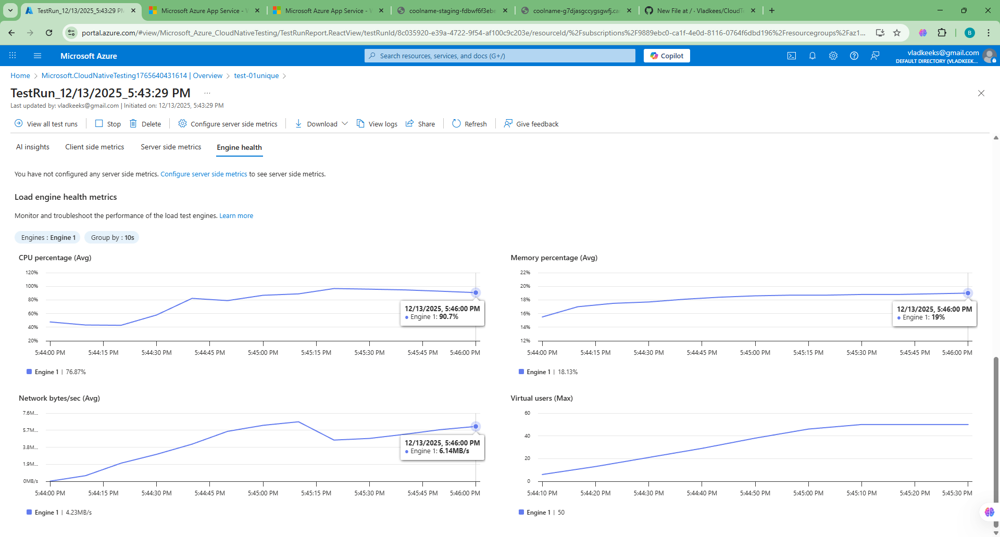 TestRun_12/13/2025_5:43:29 PM
Microsoft Azure App Service -
Microsoft Azure App Service -
coolname-staging-fdbwf6f3ebe
coolname-g7djasgccygsgwfj.ca
New File at / · Vladkees/CloudTe
portal.azure.com/#view/Microsoft_Azure_CloudNativeTesting/TestRunReport.ReactView/testRunId/8c035920-e39a-4722-9f54-af100c9c203e/resourceId/%2Fsubscriptions%2F9889ebc0-ca1f-4e0d-8116-0764f6dbd196%2Fresourcegroups%2Faz1...
B
Microsoft Azure
Search resources, services, and docs (G+/)
Copilot
vladkeeks@gmail.com
DEFAULT DIRECTORY (VLADKEEK...
Home > Microsoft.CloudNativeTesting1765640431614 | Overview > test-01unique >
TestRun_12/13/2025_5:43:29 PM ...
Last updated by: vladkeeks@gmail.com | Initiated on: 12/13/2025, 5:43:29 PM
View all test runs
Stop
Delete
Configure server side metrics
Download
View logs
Share
Refresh
Give feedback
AI insights
Client side metrics
Server side metrics
Engine health
You have not configured any server side metrics. Configure server side metrics to see server side metrics.
Load engine health metrics
Monitor and troubleshoot the performance of the load test engines. Learn more
Engines : Engine 1
Group by : 10s
CPU percentage (Avg)
120%
100%
80%
60%
40%
20%
12/13/2025, 5:46:00 PM
Engine 1: 90.7%
5:44:00 PM
5:44:15 PM
5:44:30 PM
5:44:45 PM
5:45:00 PM
5:45:15 PM
5:45:30 PM
5:45:45 PM
5:46:00 PM
Engine 1 | 76.87%
Memory percentage (Avg)
22%
20%
18%
16%
14%
12%
12/13/2025, 5:46:00 PM
Engine 1: 19%
5:44:00 PM
5:44:15 PM
5:44:30 PM
5:44:45 PM
5:45:00 PM
5:45:15 PM
5:45:30 PM
5:45:45 PM
5:46:00 PM
Engine 1 | 18.13%
Network bytes/sec (Avg)
7.6M...
5.7M...
3.8M...
1.9M...
0MB/s
12/13/2025, 5:46:00 PM
Engine 1: 6.14MB/s
5:44:00 PM
5:44:15 PM
5:44:30 PM
5:44:45 PM
5:45:00 PM
5:45:15 PM
5:45:30 PM
5:45:45 PM
5:46:00 PM
Engine 1 | 4.23MB/s
Virtual users (Max)
60
40
20
0
5:44:10 PM
5:44:20 PM
5:44:30 PM
5:44:40 PM
5:44:50 PM
5:45:00 PM
5:45:10 PM
5:45:20 PM
5:45:30 PM
Engine 1 | 50